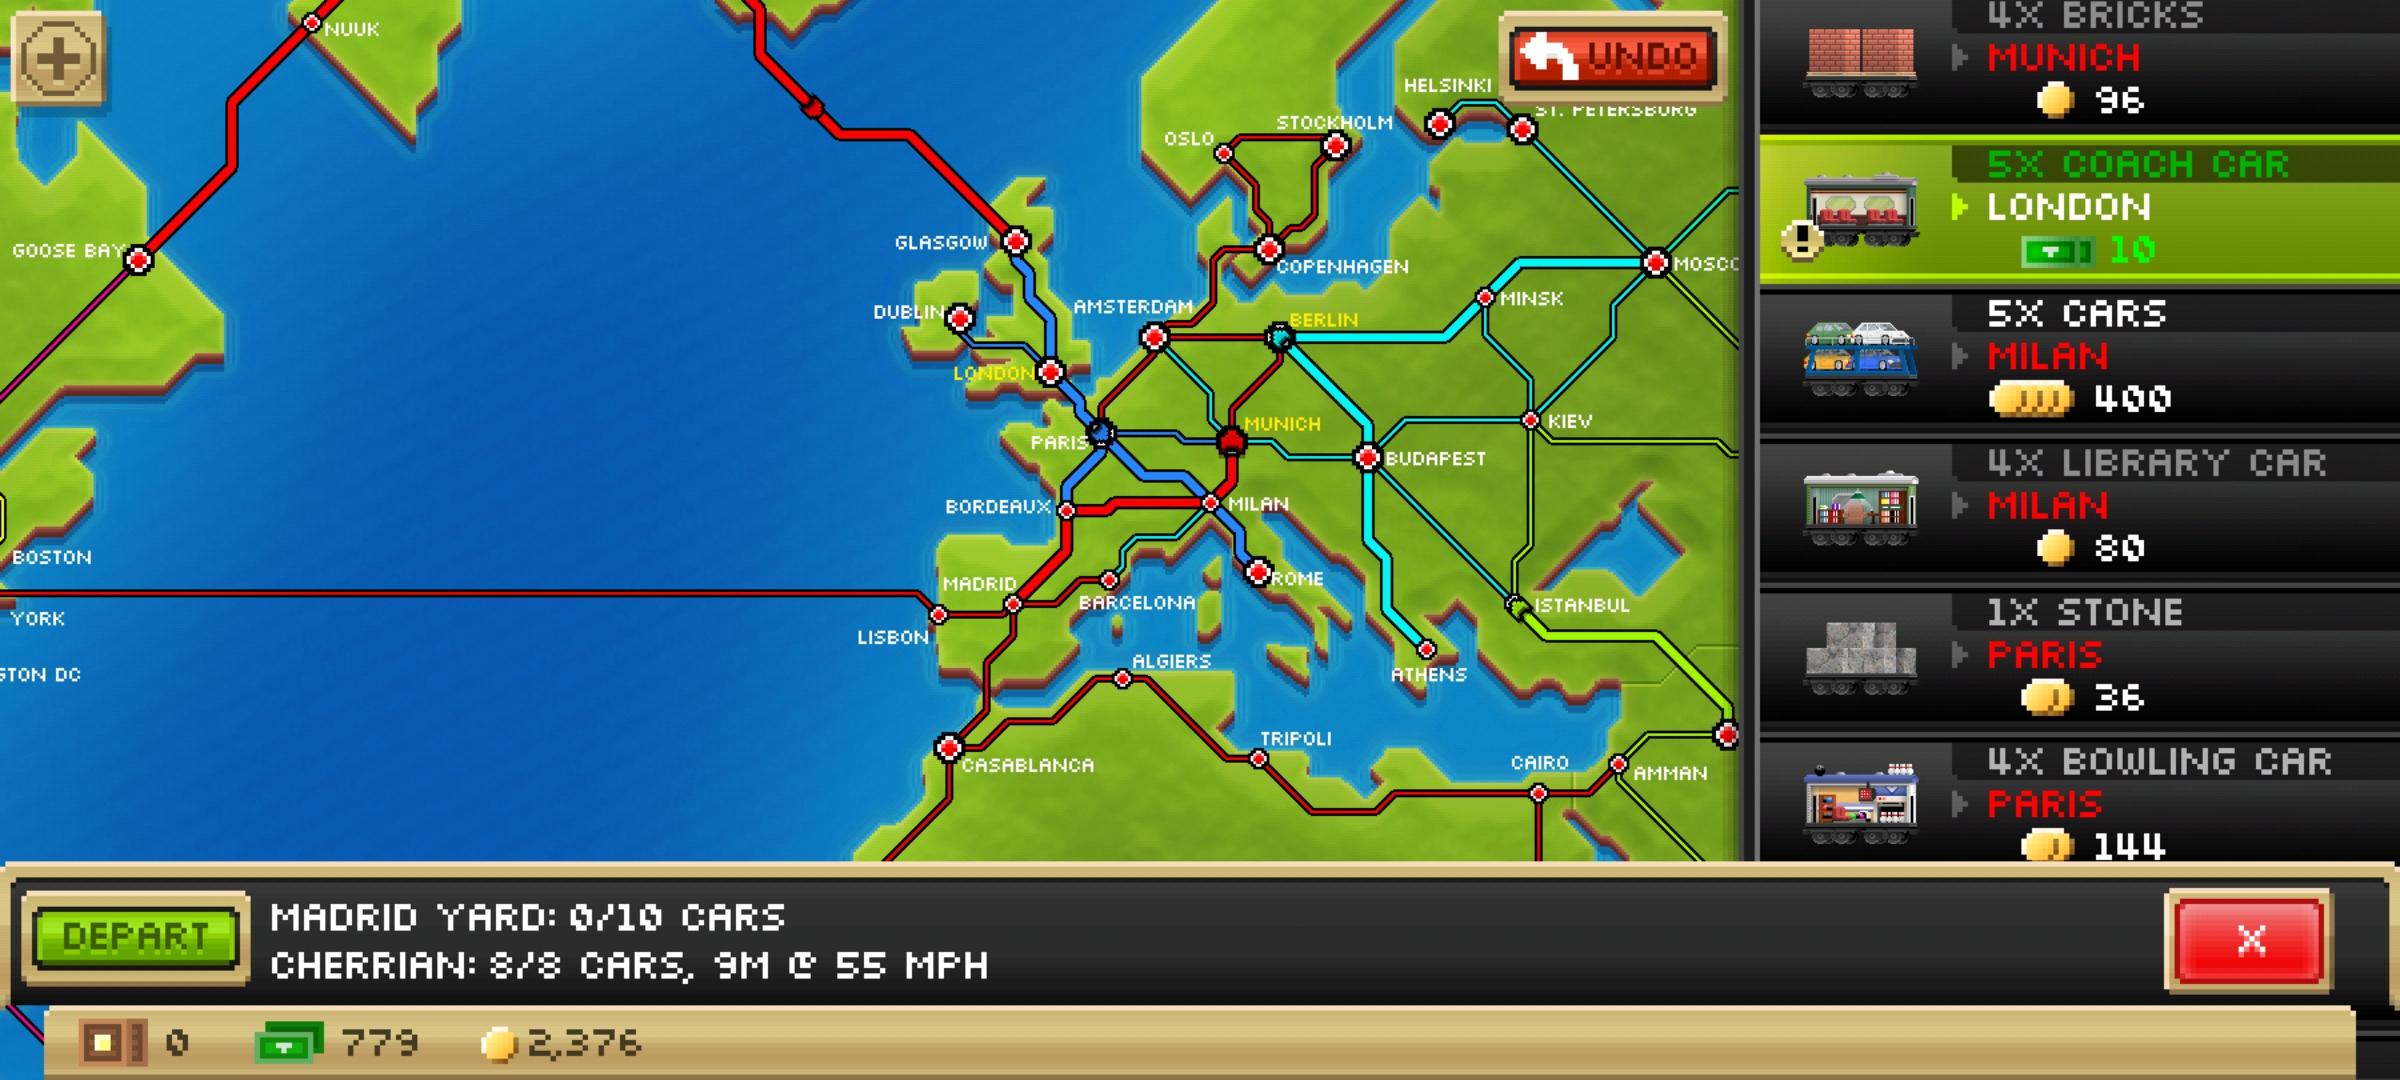 NUUK
GOOSE BAY
BOSTON
YORK
STON DC
GLASGOW
DUBLIN
LONDON
OSLO
STOCKHOLM
HELSINKI
ST. PETERSBURG
COPENHAGEN
AMSTERDAM
BERLIN
MINSK
MOSCO
PARIS
MUNICH
KIEV
BUDAPEST
BORDEAUX
MILAN
MADRID
BARCELONA
ROME
ISTANBUL
LISBON
ALGIERS
ATHENS
CASABLANCA
TRIPOLI
CAIRO
AMMAN
UNDO
4X BRICKS
MUNICH
96
5X COACH CAR
LONDON
10
5X CARS
MILAN
400
4X LIBRARY CAR
MILAN
80
1X STONE
PARIS
36
4X BOWLING CAR
PARIS
144
DEPART
MADRID YARD: 0/10 CARS
CHERRIAN: 8/8 CARS, 9M @ 55 MPH
X
0
779
2,376